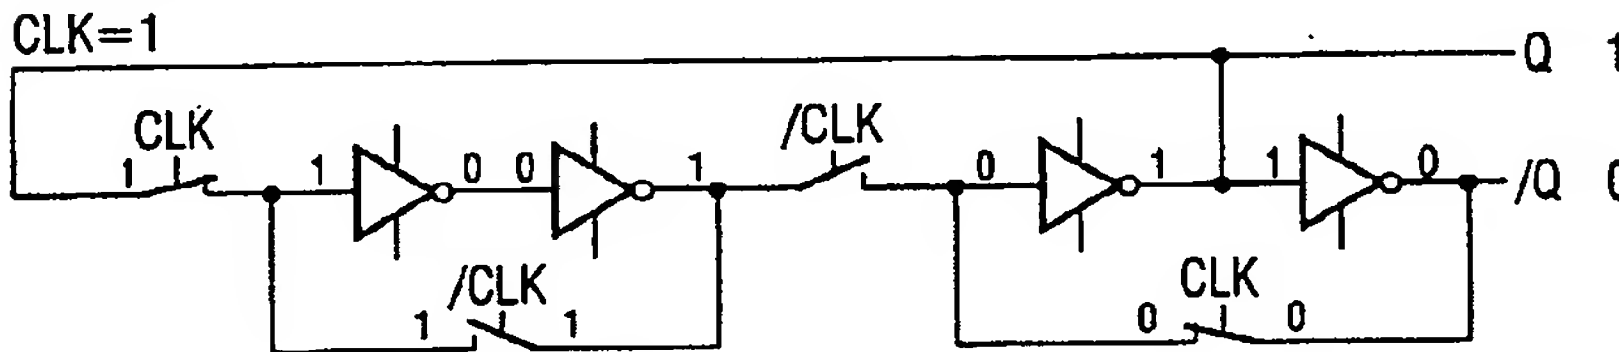 CLK=1
Q 1
CLK
/CLK
1 1 0 0 1 0 1 1 0
/Q 0
/CLK
CLK
1 1 0 0